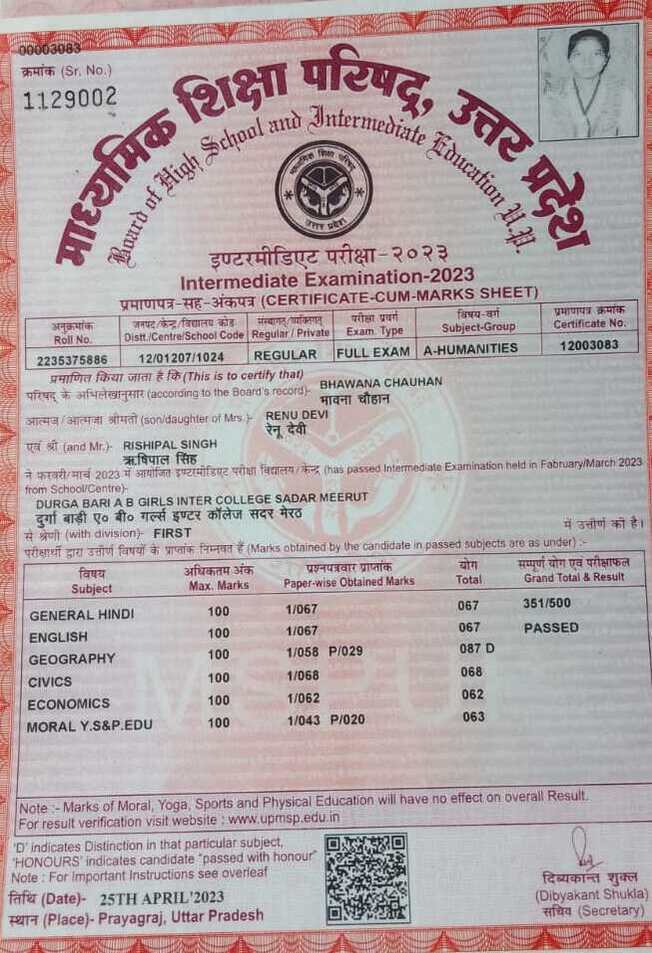 00003083
क्रमांक (Sr. No.)
1129002
माध्यमिक शिक्षा परिषद्, उत्तर प्रदेश
Board of High School and Intermediate Education U.P.
इण्टरमीडिएट परीक्षा-२०२३
Intermediate Examination-2023
प्रमाणपत्र-सह-अंकपत्र (CERTIFICATE-CUM-MARKS SHEET)
अनुक्रमांक जनपद/केन्द्र/विद्यालय कोड संस्थागत/व्यक्तिगत परीक्षा प्रवर्ग विषय-वर्ग प्रमाणपत्र क्रमांक
Roll No. Distt./Centre/School Code Regular / Private Exam. Type Subject-Group Certificate No.
2235375886 12/01207/1024 REGULAR FULL EXAM A-HUMANITIES 12003083
प्रमाणित किया जाता है कि (This is to certify that)
परिषद् के अभिलेखानुसार (according to the Board's record)- BHAWANA CHAUHAN
भावना चौहान
आत्मज/आत्मजा श्रीमती (son/daughter of Mrs.)- RENU DEVI
रेनू देवी
एवं श्री (and Mr.)- RISHIPAL SINGH
ऋषिपाल सिंह
ने फरवरी/मार्च 2023 में आयोजित इण्टरमीडिएट परीक्षा विद्यालय/केन्द्र (has passed Intermediate Examination held in Fabruary/March 2023
from School/Centre)-
DURGA BARI A B GIRLS INTER COLLEGE SADAR MEERUT
दुर्गा बाड़ी ए० बी० गर्ल्स इण्टर कॉलेज सदर मेरठ
से श्रेणी (with division)- FIRST में उत्तीर्ण की है।
परीक्षार्थी द्वारा उत्तीर्ण विषयों के प्राप्तांक निम्नवत हैं (Marks obtained by the candidate in passed subjects are as under) :-
विषय अधिकतम अंक प्रश्नपत्रवार प्राप्तांक योग सम्पूर्ण योग एवं परीक्षाफल
Subject Max. Marks Paper-wise Obtained Marks Total Grand Total & Result
GENERAL HINDI 100 1/067 067 351/500
ENGLISH 100 1/067 067 PASSED
GEOGRAPHY 100 1/058 P/029 087 D
CIVICS 100 1/068 068
ECONOMICS 100 1/062 062
MORAL Y.S&P.EDU 100 1/043 P/020 063
Note :- Marks of Moral, Yoga, Sports and Physical Education will have no effect on overall Result.
For result verification visit website : www.upmsp.edu.in
'D' indicates Distinction in that particular subject,
'HONOURS' indicates candidate "passed with honour"
Note : For Important Instructions see overleaf
तिथि (Date)- 25TH APRIL'2023
स्थान (Place)- Prayagraj, Uttar Pradesh
दिब्यकान्त शुक्ल
(Dibyakant Shukla)
सचिव (Secretary)